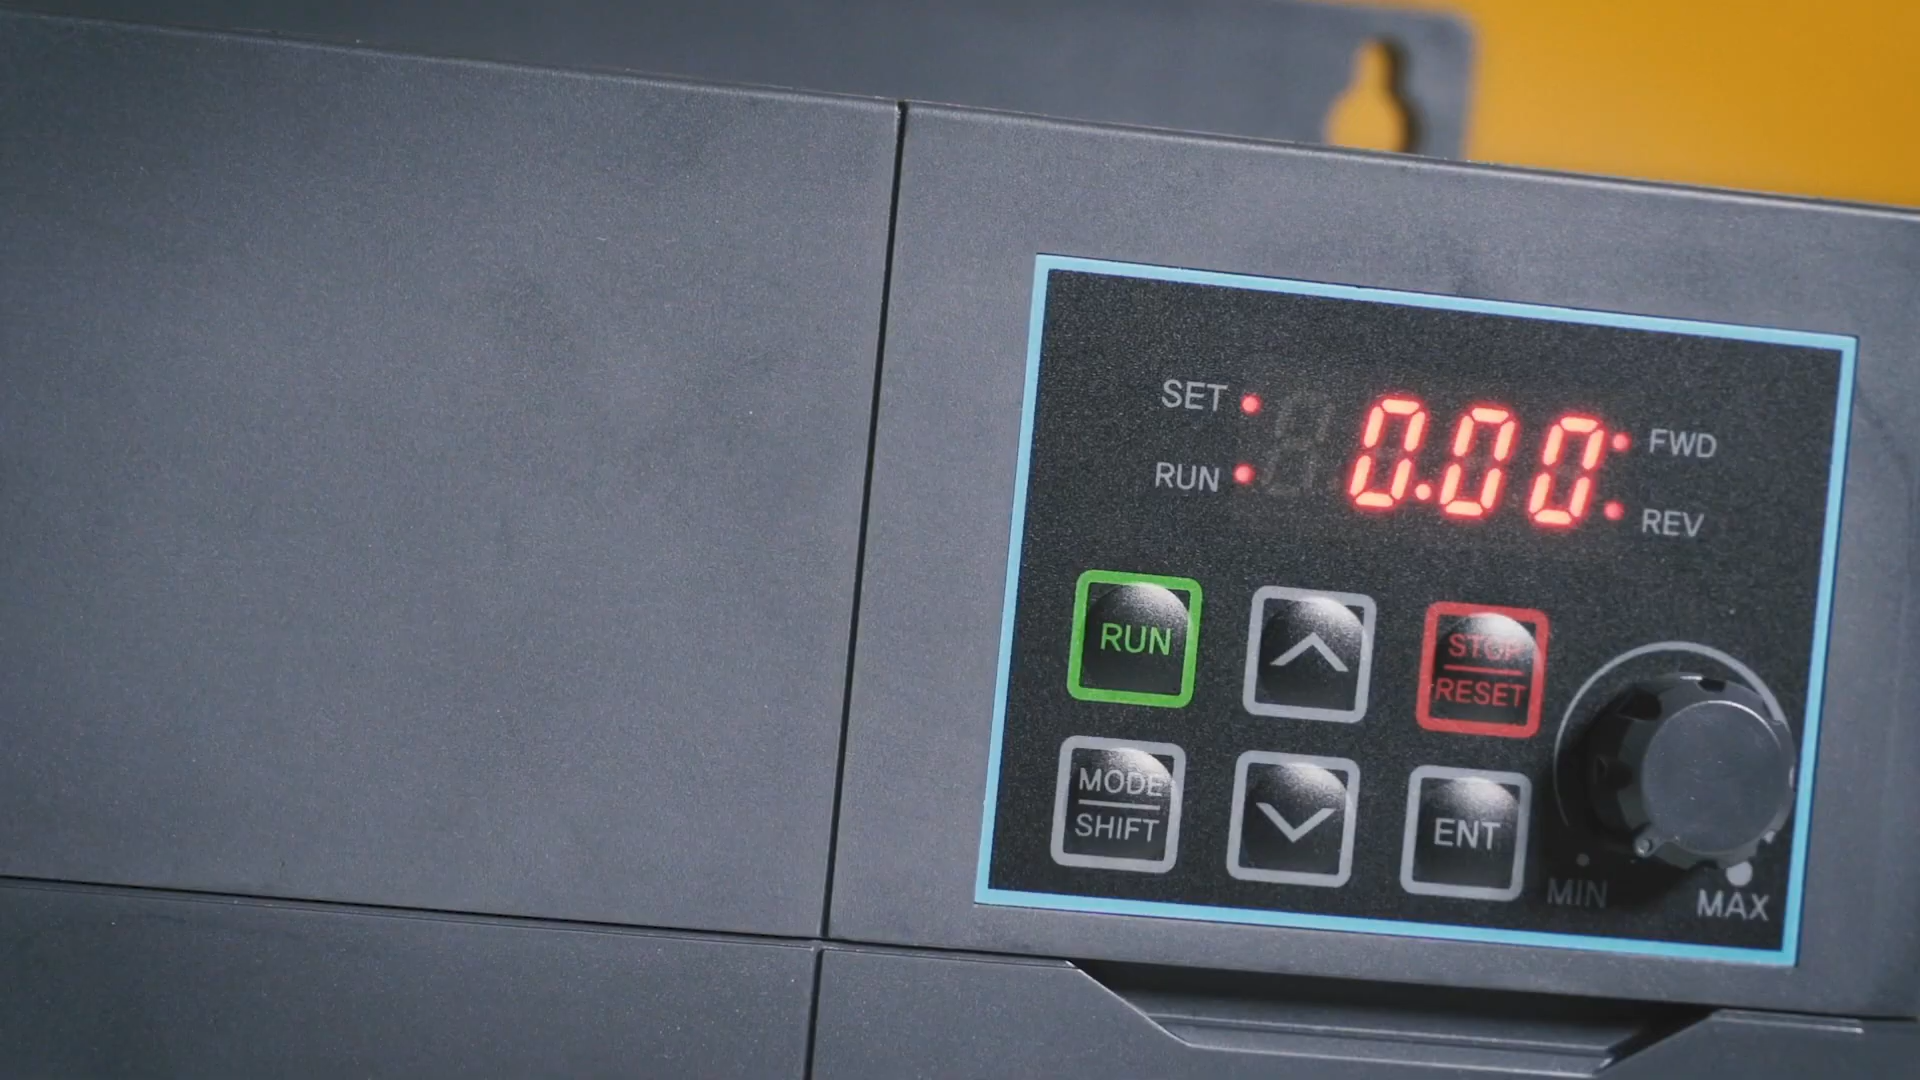 SET
0.00
FWD
RUN
REV
RUN
STOP
RESET
MODE
SHIFT
ENT
MIN
MAX